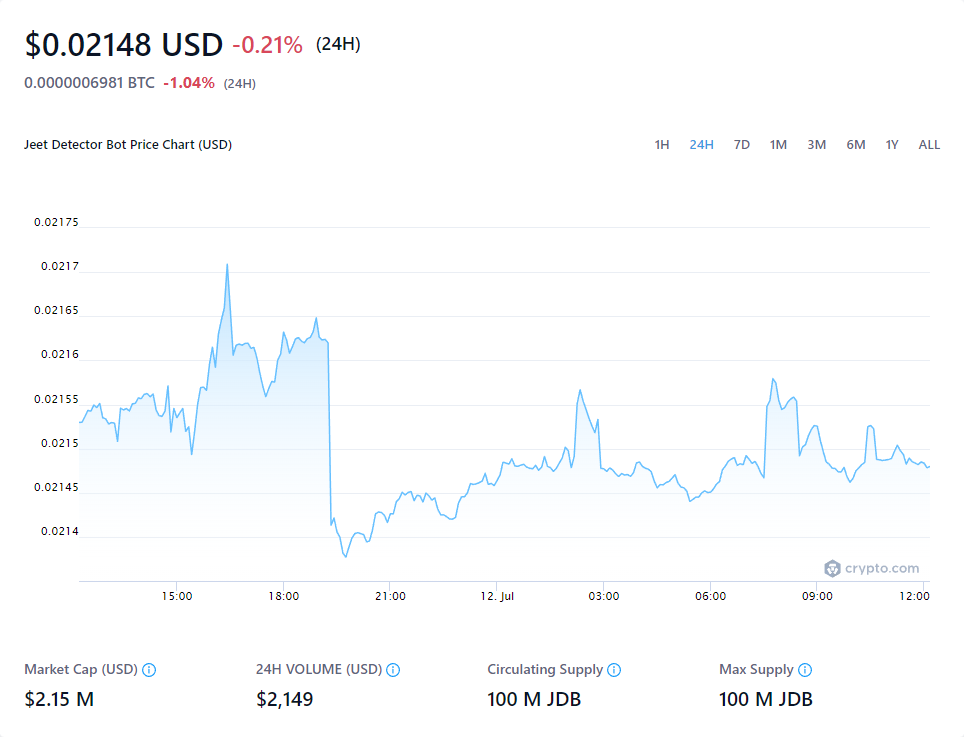 $0.02148 USD -0.21% (24H)
0.0000006981 BTC -1.04% (24H)
Jeet Detector Bot Price Chart (USD) 1H 24H 7D 1M 3M 6M 1Y ALL
0.02175
0.0217
0.02165
0.0216
0.02155
0.0215
0.02145
0.0214
crypto.com
15:00 18:00 21:00 12. Jul 03:00 06:00 09:00 12:00
Market Cap (USD) 24H VOLUME (USD) Circulating Supply Max Supply
$2.15 M $2,149 100 M JDB 100 M JDB